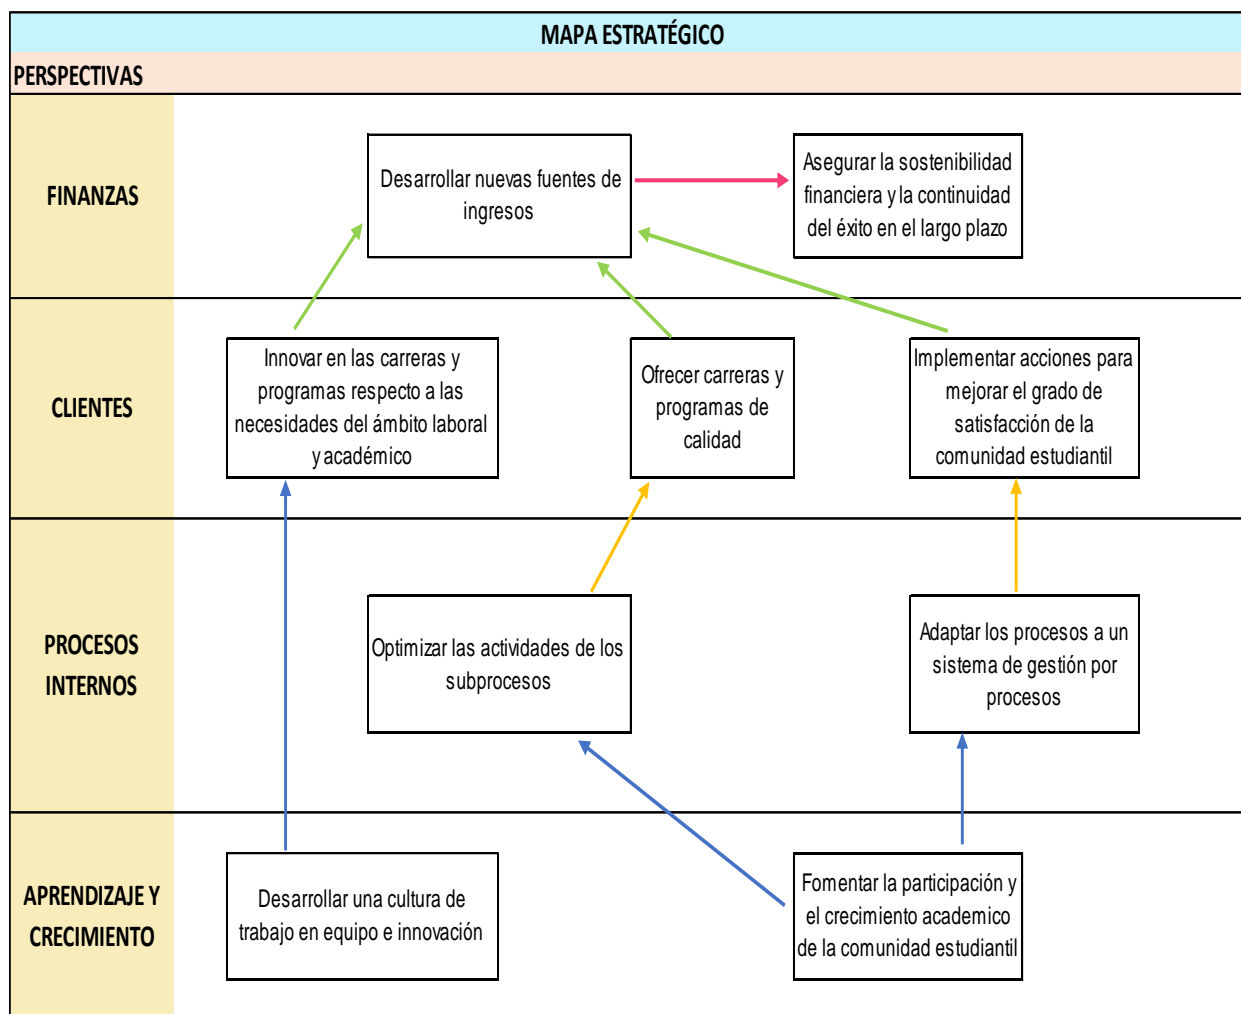 MAPA ESTRATÉGICO
PERSPECTIVAS
FINANZAS
Desarrollar nuevas fuentes de
ingresos
Asegurar la sostenibilidad
financiera y la continuidad
del éxito en el largo plazo
CLIENTES
Innovar en las carreras y
programas respecto a las
necesidades del ámbito laboral
y académico
Ofrecer carreras y
programas de
calidad
Implementar acciones para
mejorar el grado de
satisfacción de la
comunidad estudiantil
PROCESOS
INTERNOS
Optimizar las actividades de los
subprocesos
Adaptar los procesos a un
sistema de gestión por
procesos
APRENDIZAJE Y
CRECIMIENTO
Desarrollar una cultura de
trabajo en equipo e innovación
Fomentar la participación y
el crecimiento academico
de la comunidad estudiantil